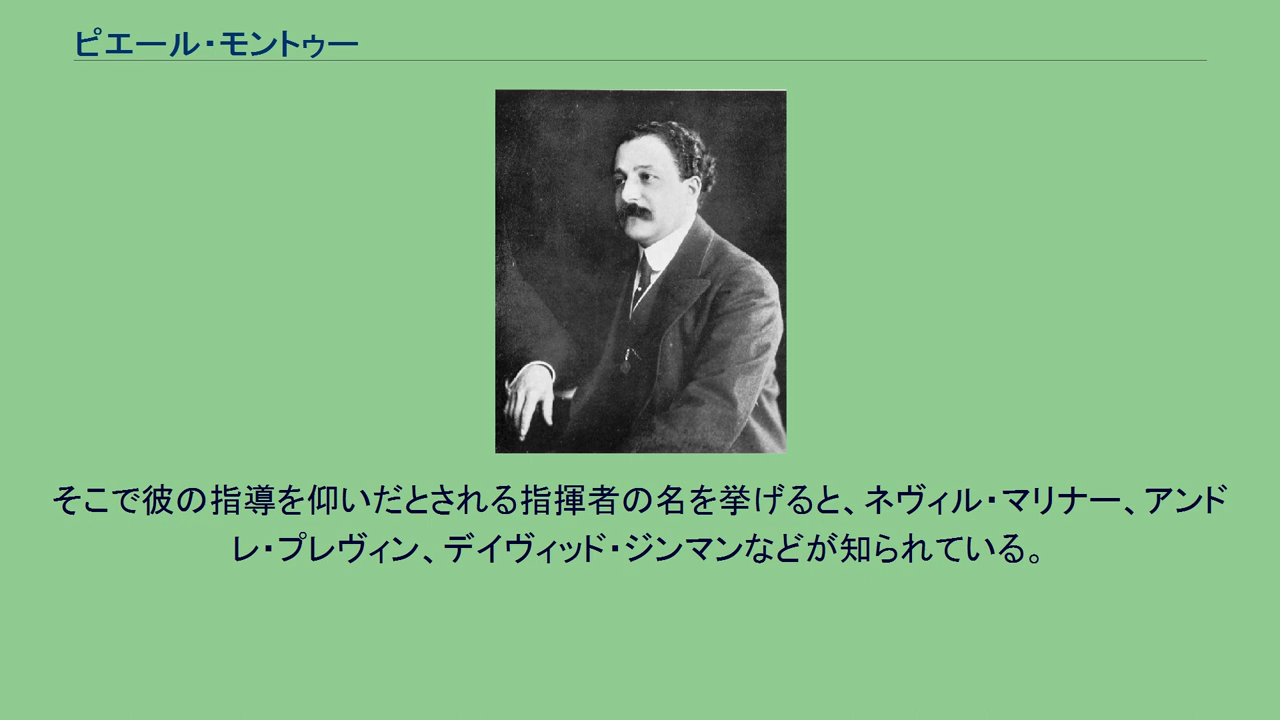 ピエール・モントゥー
そこで彼の指導を仰いだとされる指揮者の名を挙げると、ネヴィル・マリナー、アンド
レ・プレヴィン、デイヴィッド・ジンマンなどが知られている。